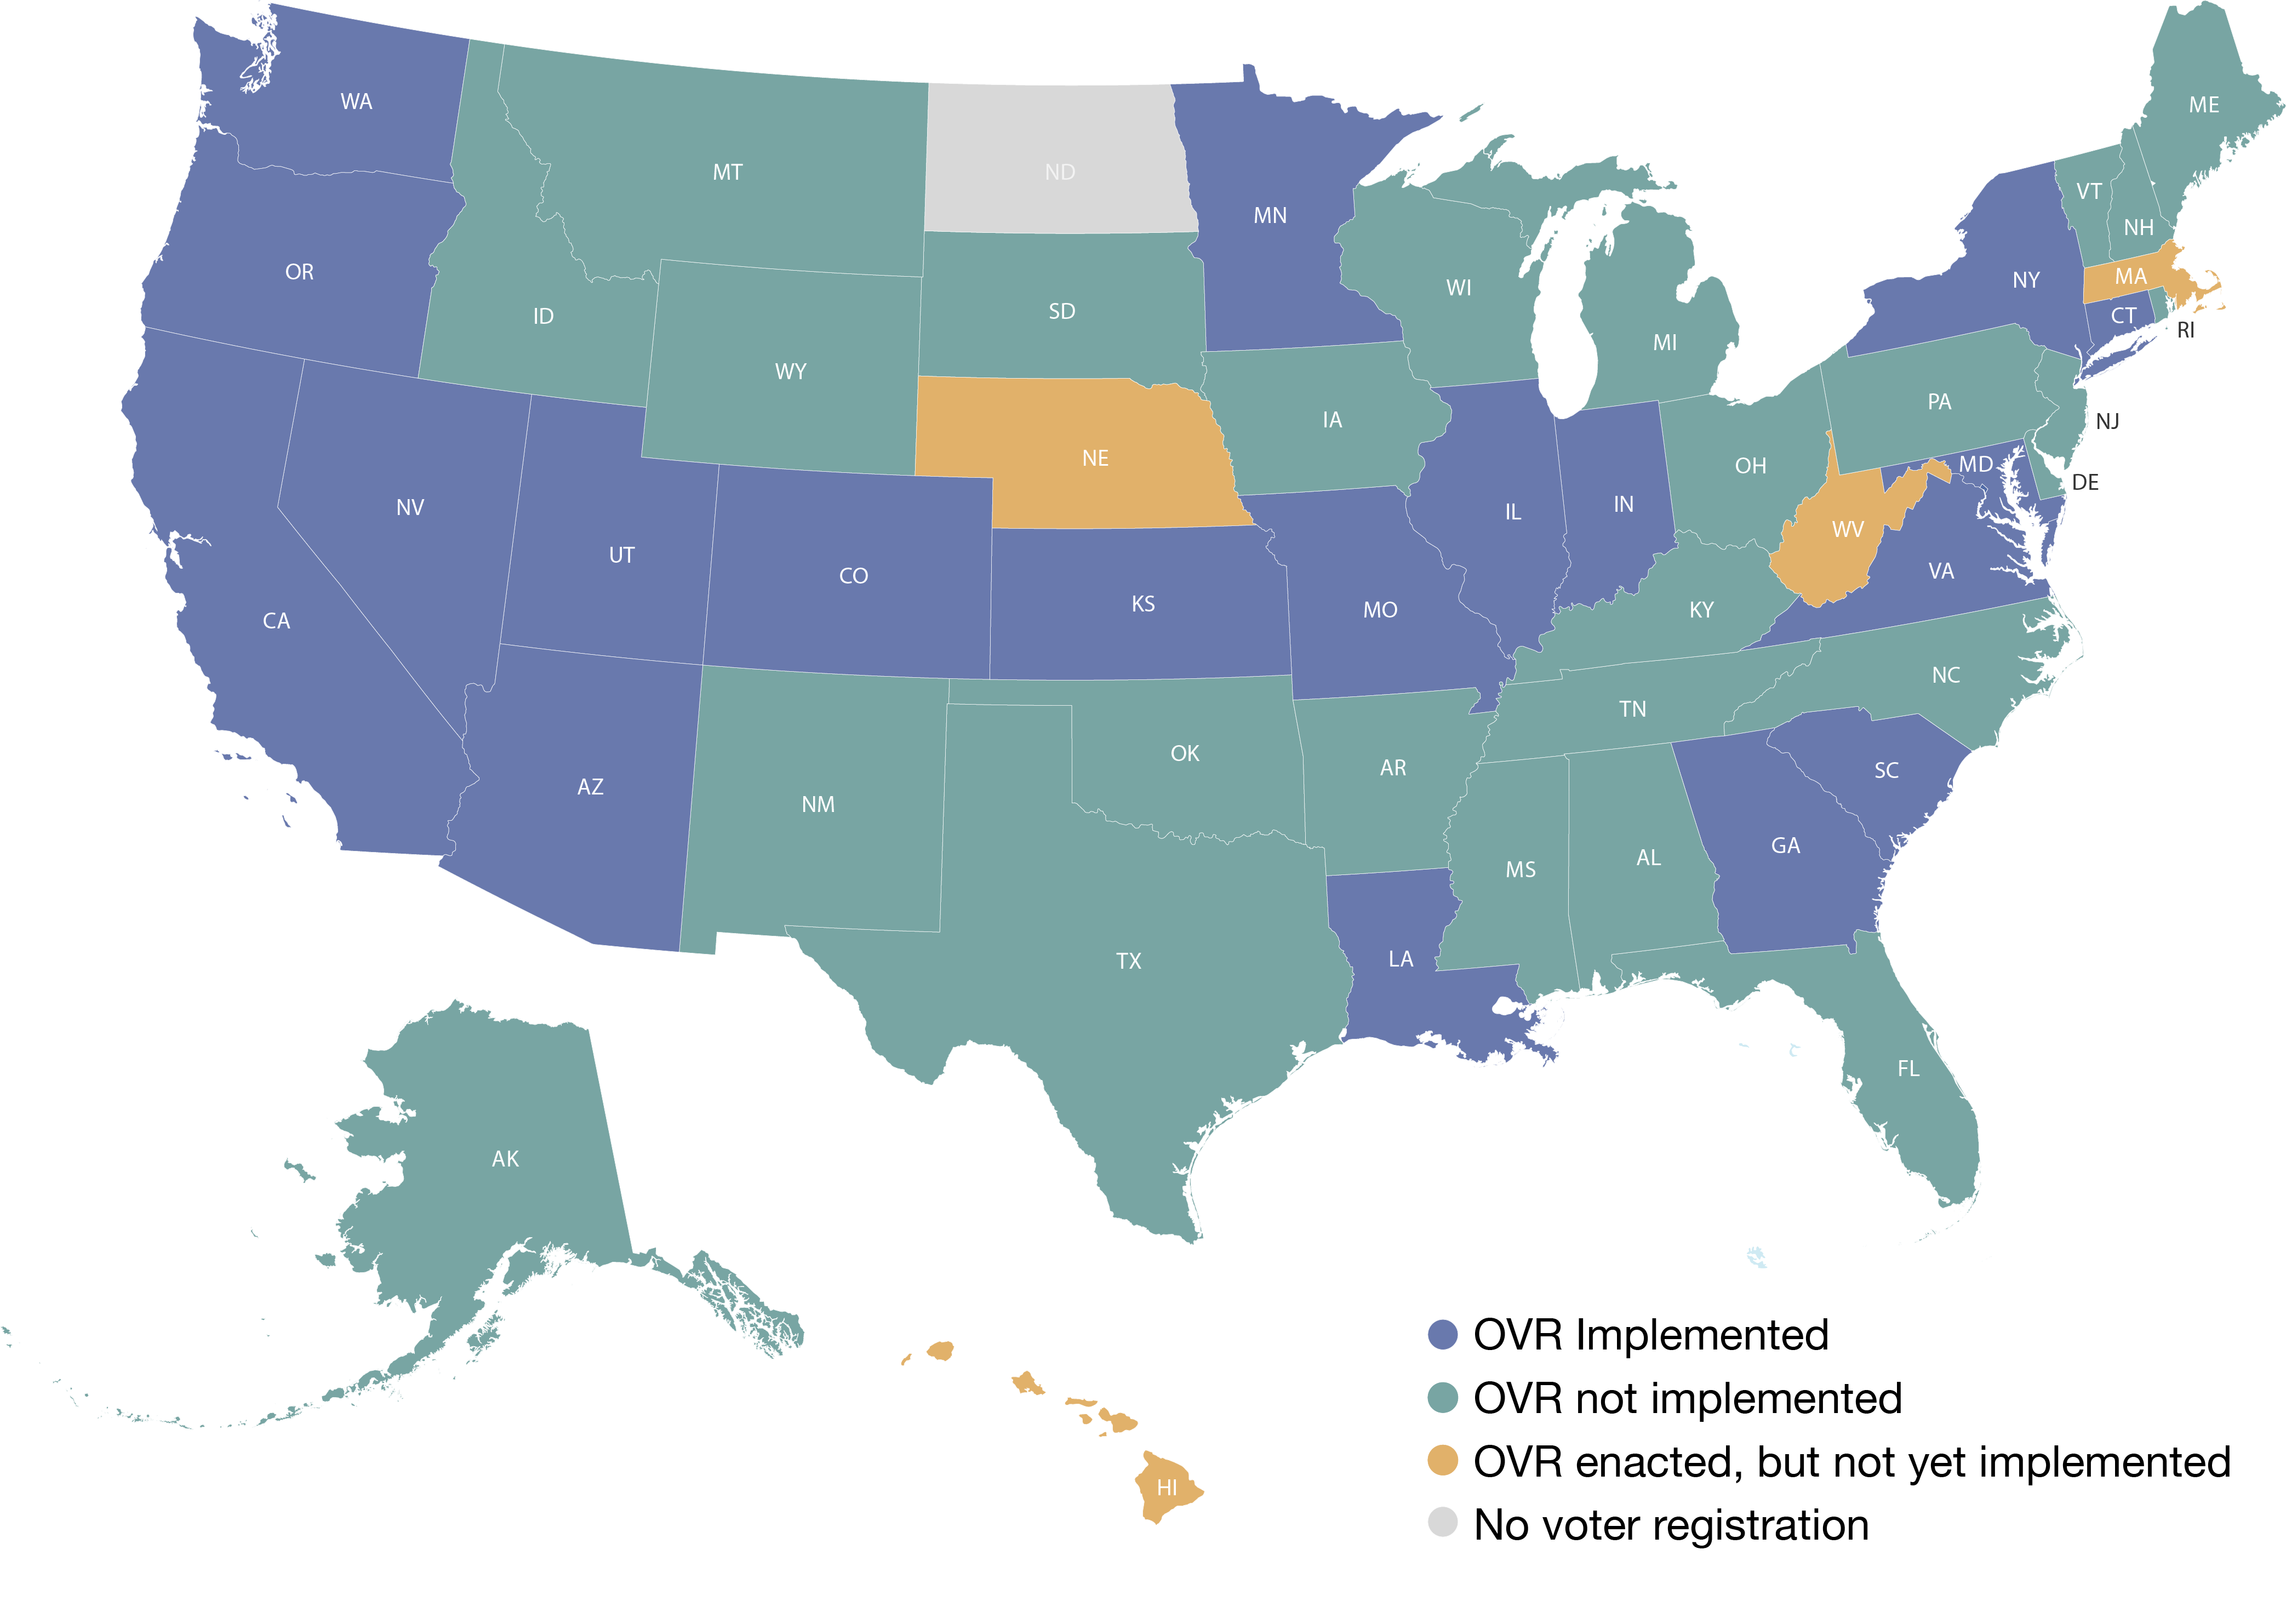 WA
ME
MT
ND
VT
MN
NH
OR
MA
NY
WI
SD
CT
ID
RI
MI
WY
PA
IA
NJ
NE
MD
OH
DE
NV
IN
IL
WV
UT
VA
CO
KS
MO
KY
CA
NC
TN
OK
AR
SC
AZ
NM
GA
AL
MS
LA
TX
FL
AK
OVR Implemented
OVR not implemented
OVR enacted, but not yet implemented
HI
No voter registration